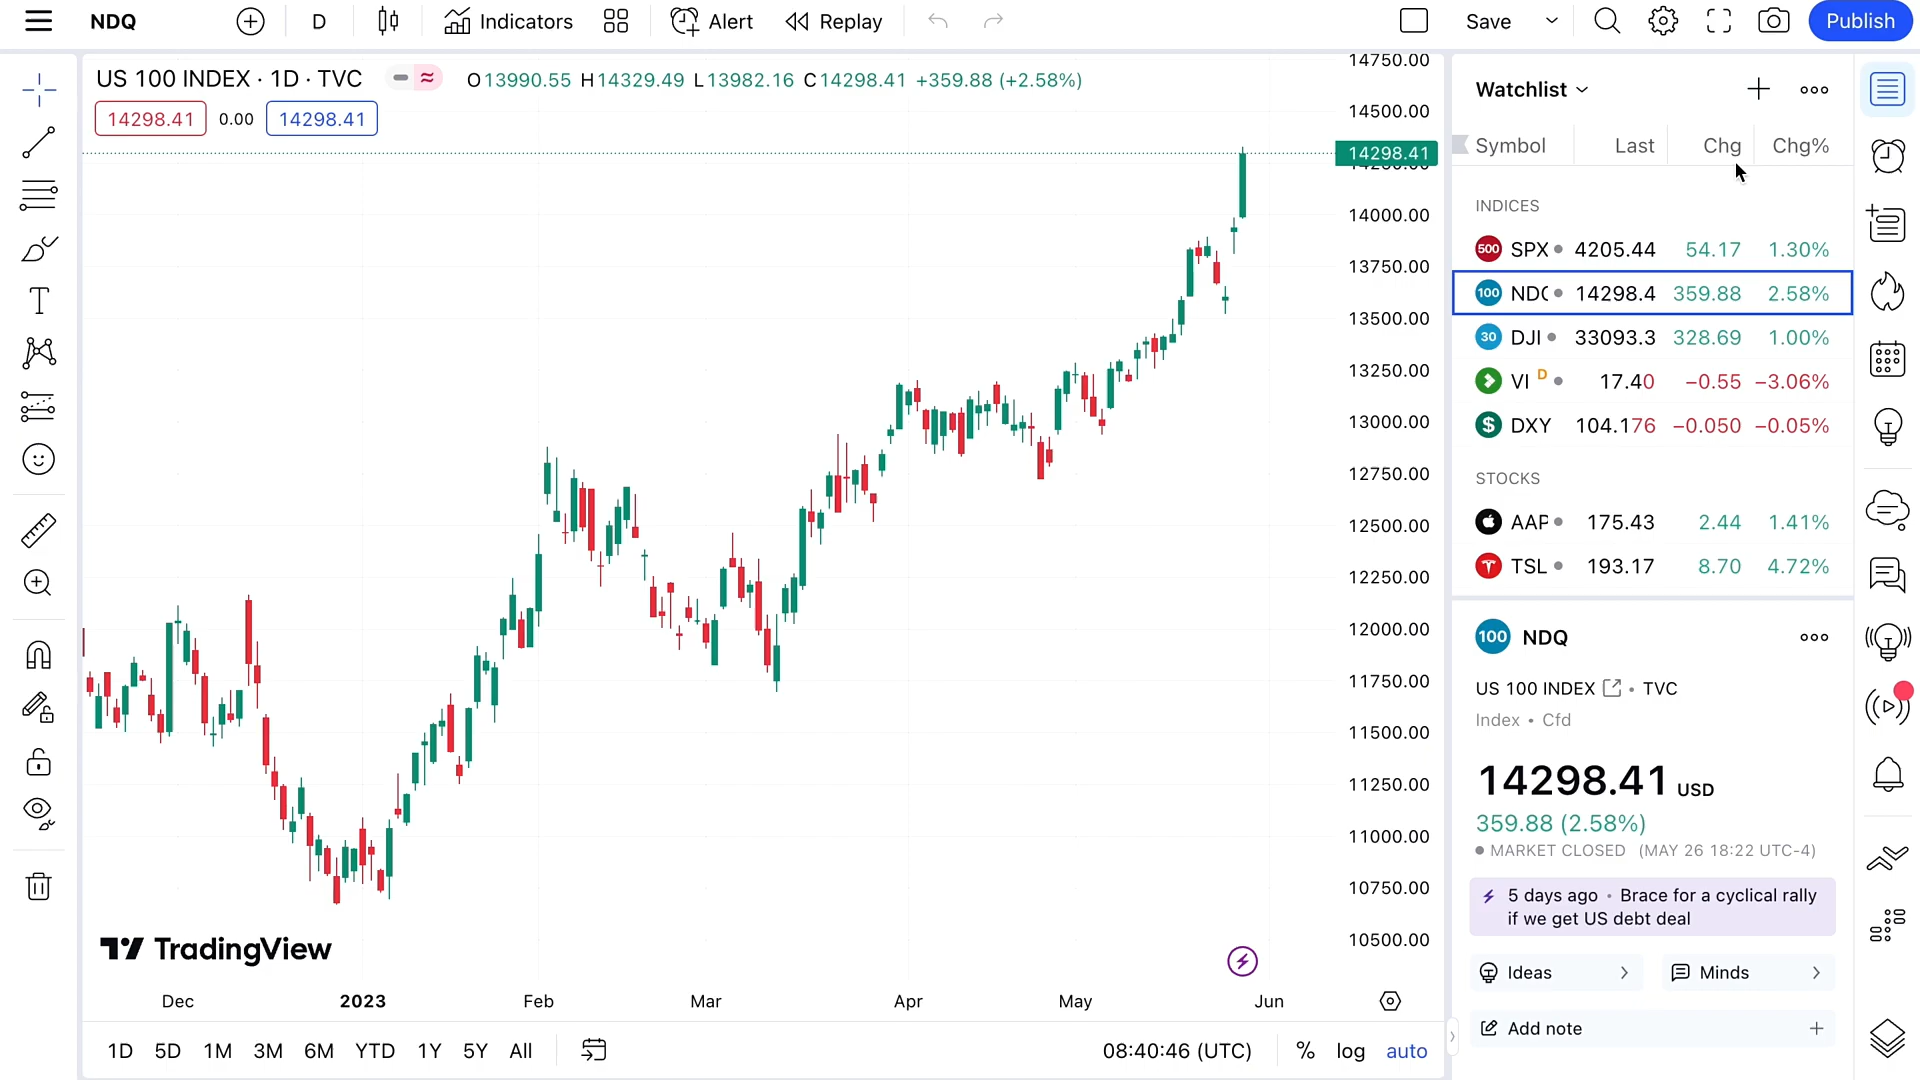 NDQ
D
Indicators
Alert
Replay
Save
Publish
US 100 INDEX · 1D · TVC
O13990.55 H14329.49 L13982.16 C14298.41 +359.88 (+2.58%)
14298.41 0.00 14298.41
14750.00
14500.00
14298.41
14000.00
13750.00
13500.00
13250.00
13000.00
12750.00
12500.00
12250.00
12000.00
11750.00
11500.00
11250.00
11000.00
10750.00
10500.00
TradingView
Dec 2023 Feb Mar Apr May Jun
1D 5D 1M 3M 6M YTD 1Y 5Y All
08:40:46 (UTC) % log auto
Watchlist
Symbol Last Chg Chg%
INDICES
500 SPX 4205.44 54.17 1.30%
100 NDQ 14298.4 359.88 2.58%
30 DJI 33093.3 328.69 1.00%
VI D 17.40 −0.55 −3.06%
$ DXY 104.176 −0.050 −0.05%
STOCKS
AAP 175.43 2.44 1.41%
TSL 193.17 8.70 4.72%
100 NDQ
US 100 INDEX • TVC
Index • Cfd
14298.41 USD
359.88 (2.58%)
MARKET CLOSED (MAY 26 18:22 UTC-4)
5 days ago • Brace for a cyclical rally
if we get US debt deal
Ideas
Minds
Add note